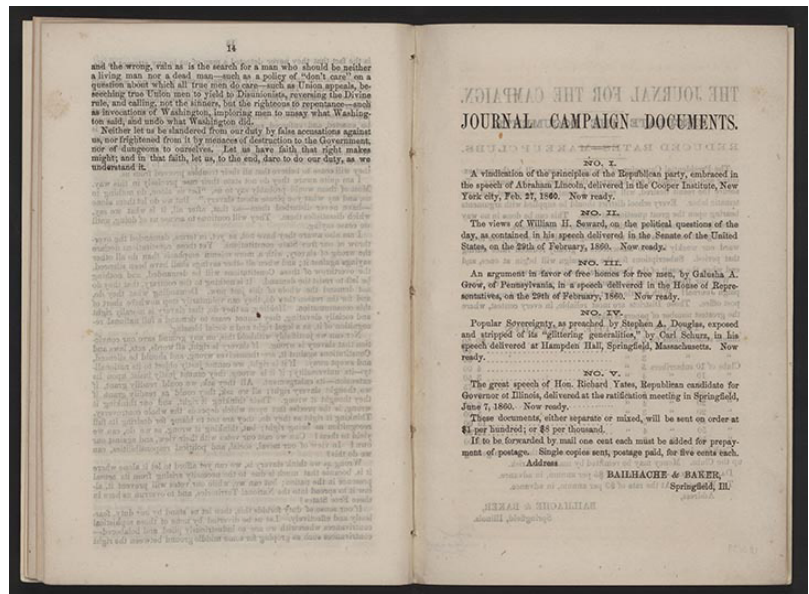 14
and the wrong, vain as is the search for a man who should be neither
a living man nor a dead man—such as a policy of "don't care" on a
question about which all true men do care—such as Union appeals, be-
seeching true Union men to yield to Disunionists, reversing the Divine
rule, and calling, not the sinners, but the righteous to repentance—such
as invocations of Washington, imploring men to unsay what Washing-
ton said, and undo what Washington did.
Neither let us be slandered from our duty by false accusations against
us, nor frightened from it by menaces of destruction to the Government,
nor of dungeons to ourselves. Let us have faith that right makes
might; and in that faith, let us, to the end, dare to do our duty, as we
understand it.
JOURNAL CAMPAIGN DOCUMENTS.
NO. I.
A vindication of the principles of the Republican party, embraced in
the speech of Abraham Lincoln, delivered in the Cooper Institute, New
York city, Feb. 27, 1860. Now ready.
NO. II.
The views of William H. Seward, on the political questions of the
day, as contained in his speech delivered in the Senate of the United
States, on the 29th of February, 1860. Now ready.
NO. III.
An argument in favor of free homes for free men, by Galusha A.
Grow, of Pennsylvania, in a speech delivered in the House of Repre-
sentatives, on the 29th of February, 1860. Now ready.
NO. IV.
Popular Sovereignty, as preached by Stephen A. Douglas, exposed
and stripped of its "glittering generalities," by Carl Schurz, in his
speech delivered at Hampden Hall, Springfield, Massachusetts. Now
ready.
NO. V.
The great speech of Hon. Richard Yates, Republican candidate for
Governor of Illinois, delivered at the ratification meeting in Springfield,
June 7, 1860. Now ready.
These documents, either separate or mixed, will be sent on order at
$1 per hundred; or $8 per thousand.
If to be forwarded by mail one cent each must be added for prepay-
ment of postage. Single copies sent, postage paid, for five cents each.
Address
BAILHACHE & BAKER,
Springfield, Ill.